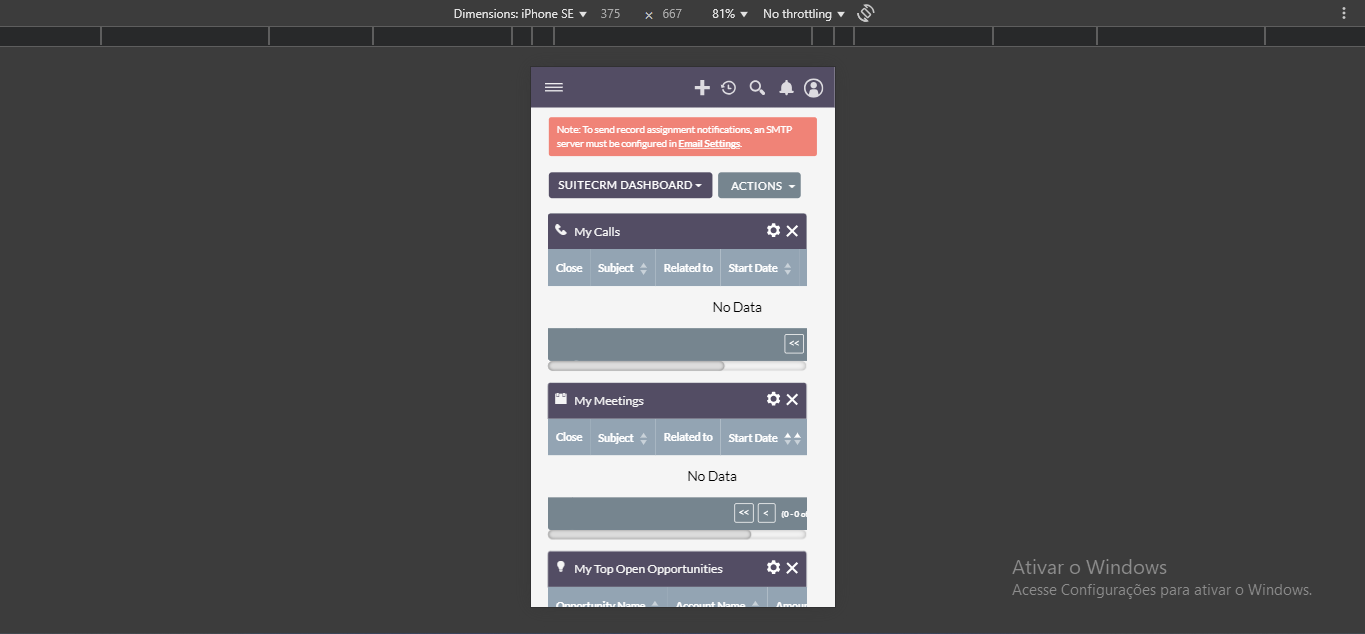 Dimensions: iPhone SE 375 × 667 81% No throttling
Note: To send record assignment notifications, an SMTP
server must be configured in Email Settings.
SUITECRM DASHBOARD ACTIONS
My Calls
Close Subject Related to Start Date
No Data
<<
My Meetings
Close Subject Related to Start Date
No Data
<< < (0 - 0 of
My Top Open Opportunities
Opportunity Name Account Name Amou
Ativar o Windows
Acesse Configurações para ativar o Windows.